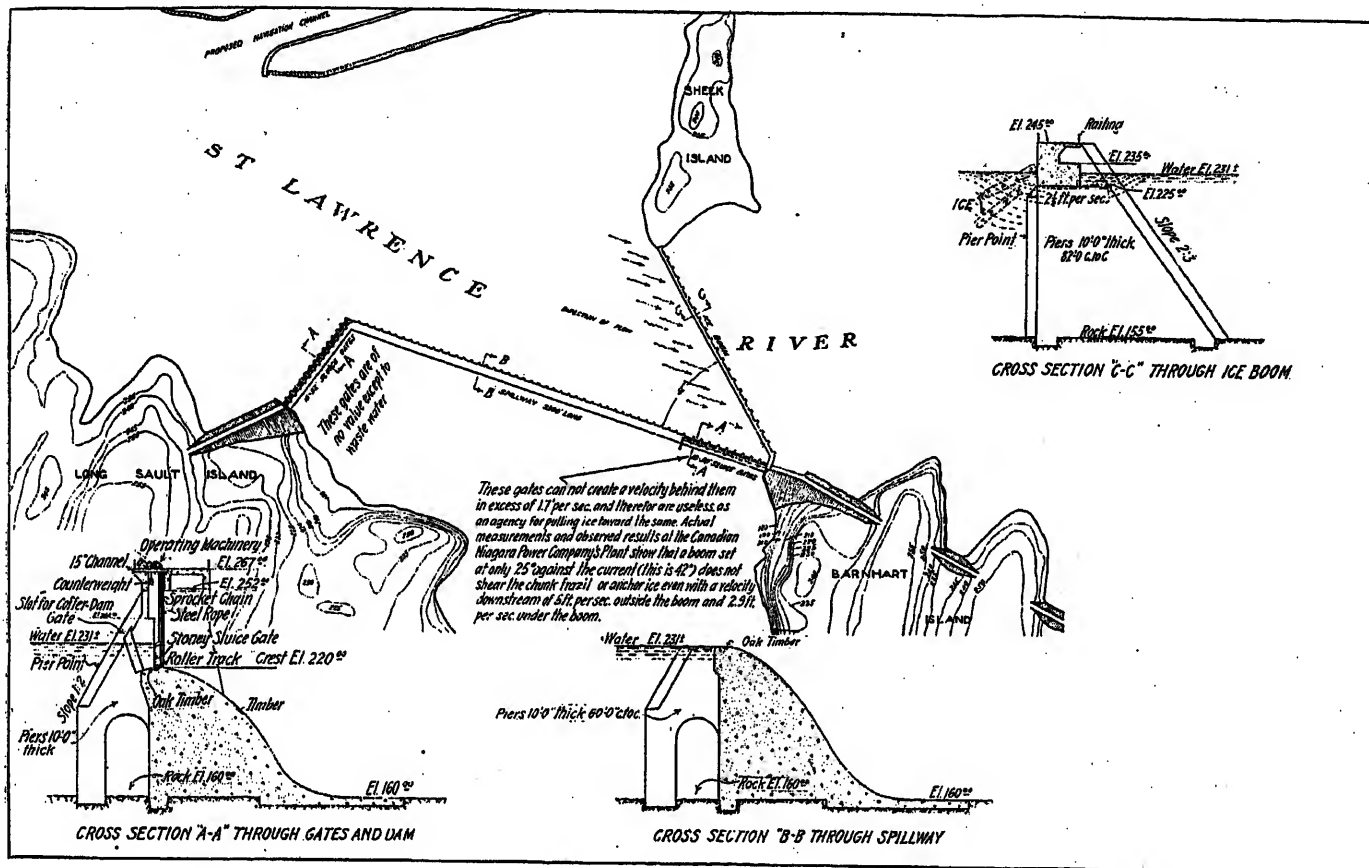 PROPOSED NAVIGATION CHANNEL
SHEEK
ISLAND
ST LAWRENCE
RIVER
DIRECTION OF FLOW
A
A
These gates are of
no value except to
waste water
B
B
SPILLWAY
LONG SAULT ISLAND
C
C
A
A
These gates can not create a velocity behind them
in excess of 1.7' per sec. and therefor are useless, as
an agency for pulling ice toward the same. Actual
measurements and observed results at the Canadian
Niagara Power Company's Plant show that a boom set
at only 25° against the current (this is 42°) does not
shear the chunk frazil or anchor ice even with a velocity
downstream of 5 ft. per sec. outside the boom and 2.9 ft.
per sec. under the boom.
BARNHART
ISLAND
El. 245.00
Railing
El. 235.00
Water El. 231 ±
El. 225.00
ICE
2½ ft. per sec.
Pier Point
Piers 10'0" thick
82'0 C. to C
Slope 2:3
Rock El. 155.00
CROSS SECTION "C-C" THROUGH ICE BOOM
Operating Machinery
15" Channel
El. 267.00
El. 252.00
Counterweight
Sprocket Chain
Slot for Coffer-Dam
Gate
Steel Rope
Water El. 231 ±
Stoney Sluice Gate
Pier Point
Roller Track
Crest El. 220.00
Slope 1:2
Oak Timber
Timber
Piers 10'0"
thick
Rock El. 160.00
El. 160.00
CROSS SECTION "A-A" THROUGH GATES AND DAM
Water El. 231±
Oak Timber
Piers 10'0" thick 60'0" c. to c.
Rock El. 160.00
El. 160.00
CROSS SECTION "B-B THROUGH SPILLWAY